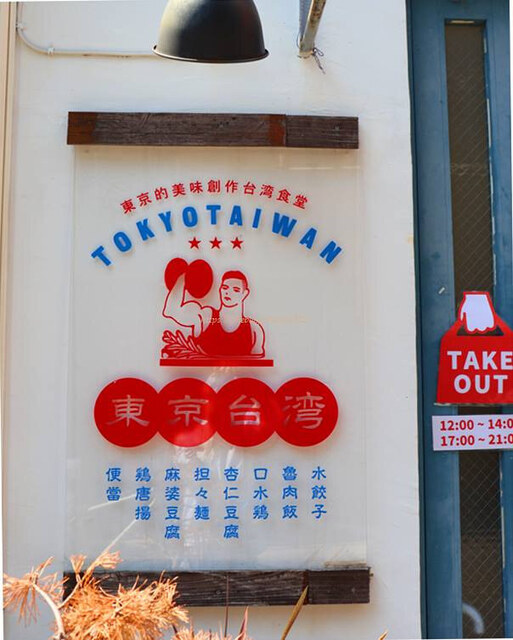 東京的美味創作台湾食堂
TOKYOTAIWAN
東京台湾
水餃子
魯肉飯
口水鶏
杏仁豆腐
担々麺
麻婆豆腐
鶏唐揚
便當
TAKE
OUT
12:00 ~ 14:0
17:00 ~ 21:0